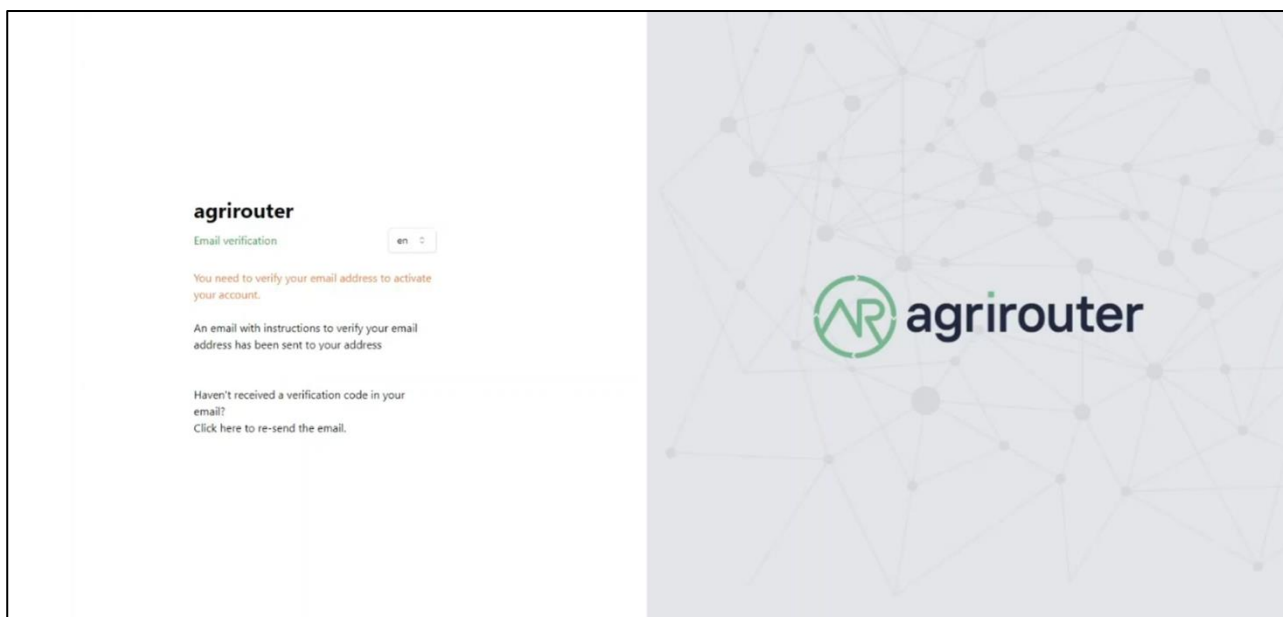 agrirouter
Email verification
en
You need to verify your email address to activate
your account.
An email with instructions to verify your email
address has been sent to your address
Haven't received a verification code in your
email?
Click here to re-send the email.
AR agrirouter